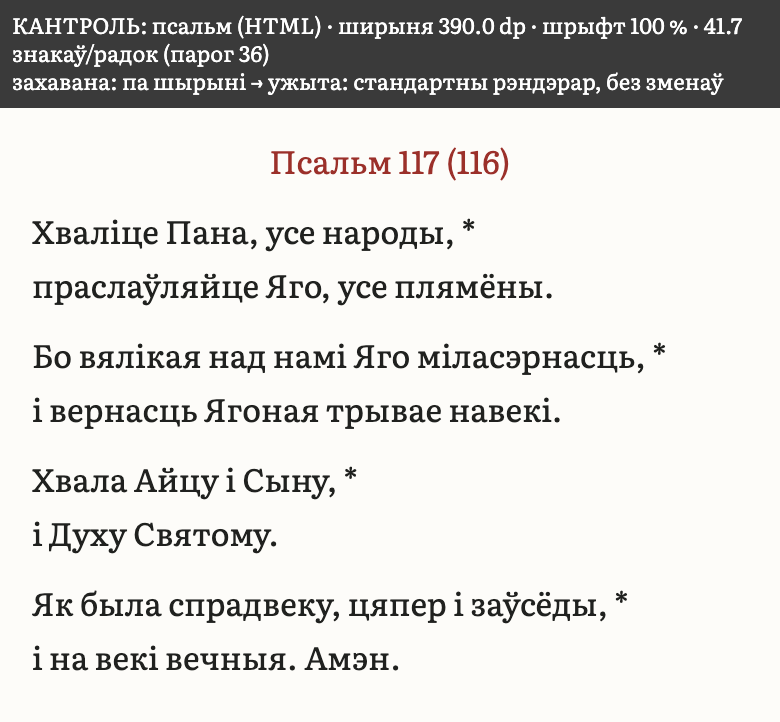 КАНТРОЛЬ: псальм (HTML) · шырыня 390.0 dp · шрыфт 100 % · 41.7
знакаў/радок (парог 36)
захавана: па шырыні → ужыта: стандартны рэндэрар, без зменаў
Псальм 117 (116)
Хваліце Пана, усе народы, *
праслаўляйце Яго, усе плямёны.
Бо вялікая над намі Яго міласэрнасць, *
і вернасць Ягоная трывае навекі.
Хвала Айцу і Сыну, *
і Духу Святому.
Як была спрадвеку, цяпер і заўсёды, *
і на векі вечныя. Амэн.